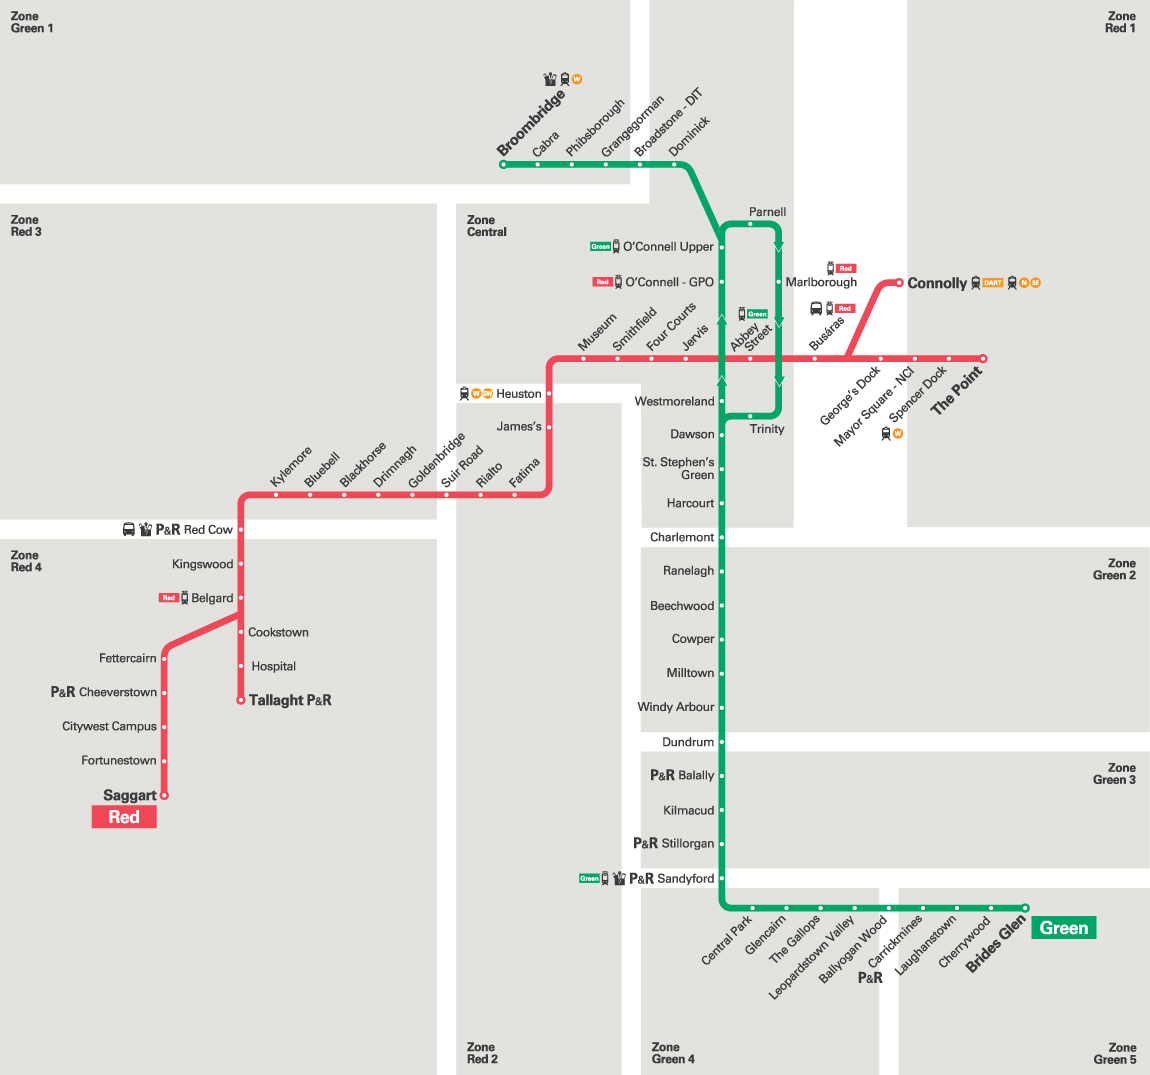 Zone
Green 1
Zone
Red 1
W
Broombridge
Cabra
Phibsborough
Grangegorman
Broadstone - DIT
Dominick
Zone
Red 3
Zone
Central
Parnell
Green
O'Connell Upper
Red
O'Connell - GPO
Marlborough
Red
Connolly
DART
N
SE
Green
Red
Museum
Smithfield
Four Courts
Jervis
Abbey
Street
Busáras
George's Dock
Mayor Square - NCI
Spencer Dock
W
The Point
W
SW
Heuston
James's
Westmoreland
Trinity
Dawson
St. Stephen's
Green
Harcourt
Charlemont
Kylemore
Bluebell
Blackhorse
Drimnagh
Goldenbridge
Suir Road
Rialto
Fatima
P&R Red Cow
Zone
Red 4
Kingswood
Red
Belgard
Cookstown
Hospital
Tallaght P&R
Fettercairn
P&R Cheeverstown
Citywest Campus
Fortunestown
Saggart
Red
Zone
Green 2
Ranelagh
Beechwood
Cowper
Milltown
Windy Arbour
Dundrum
Zone
Green 3
P&R Balally
Kilmacud
P&R Stillorgan
Green
P&R Sandyford
Central Park
Glencairn
The Gallops
Leopardstown Valley
Ballyogan Wood
P&R
Carrickmines
Laughanstown
Cherrywood
Brides Glen
Green
Zone
Red 2
Zone
Green 4
Zone
Green 5